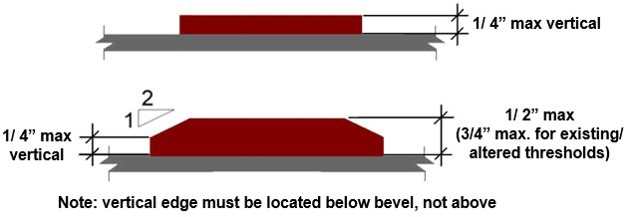 1/ 4” max vertical
2
1
1/ 4” max
vertical
1/ 2” max
(3/4” max. for existing/
altered thresholds)
Note: vertical edge must be located below bevel, not above